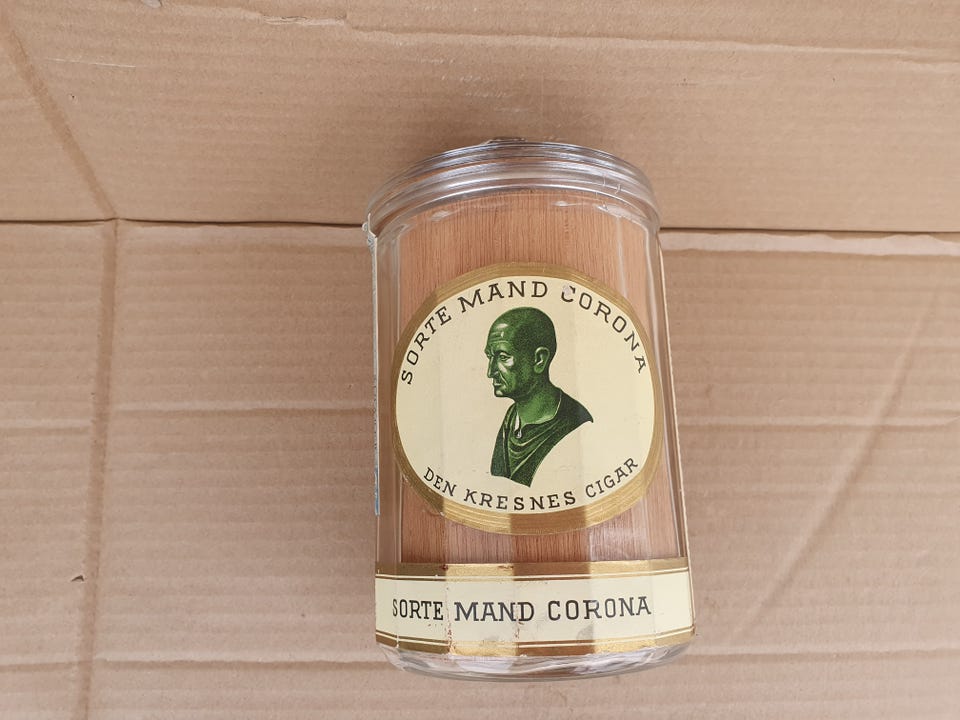 SORTE MAND CORONA
DEN KRESNES CIGAR
SORTE MAND CORONA